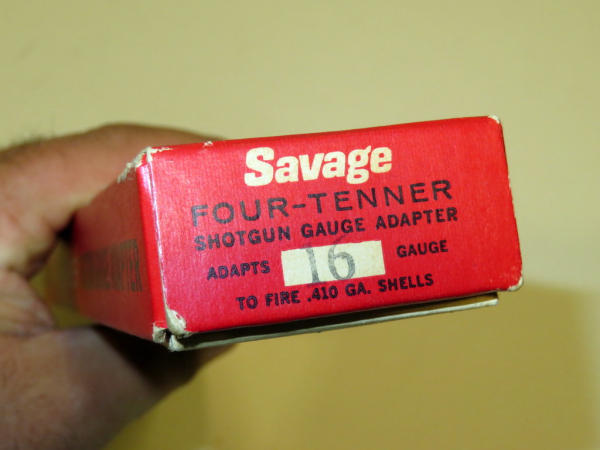 Savage
FOUR-TENNER
SHOTGUN GAUGE ADAPTER
ADAPTS 16 GAUGE
TO FIRE .410 GA. SHELLS